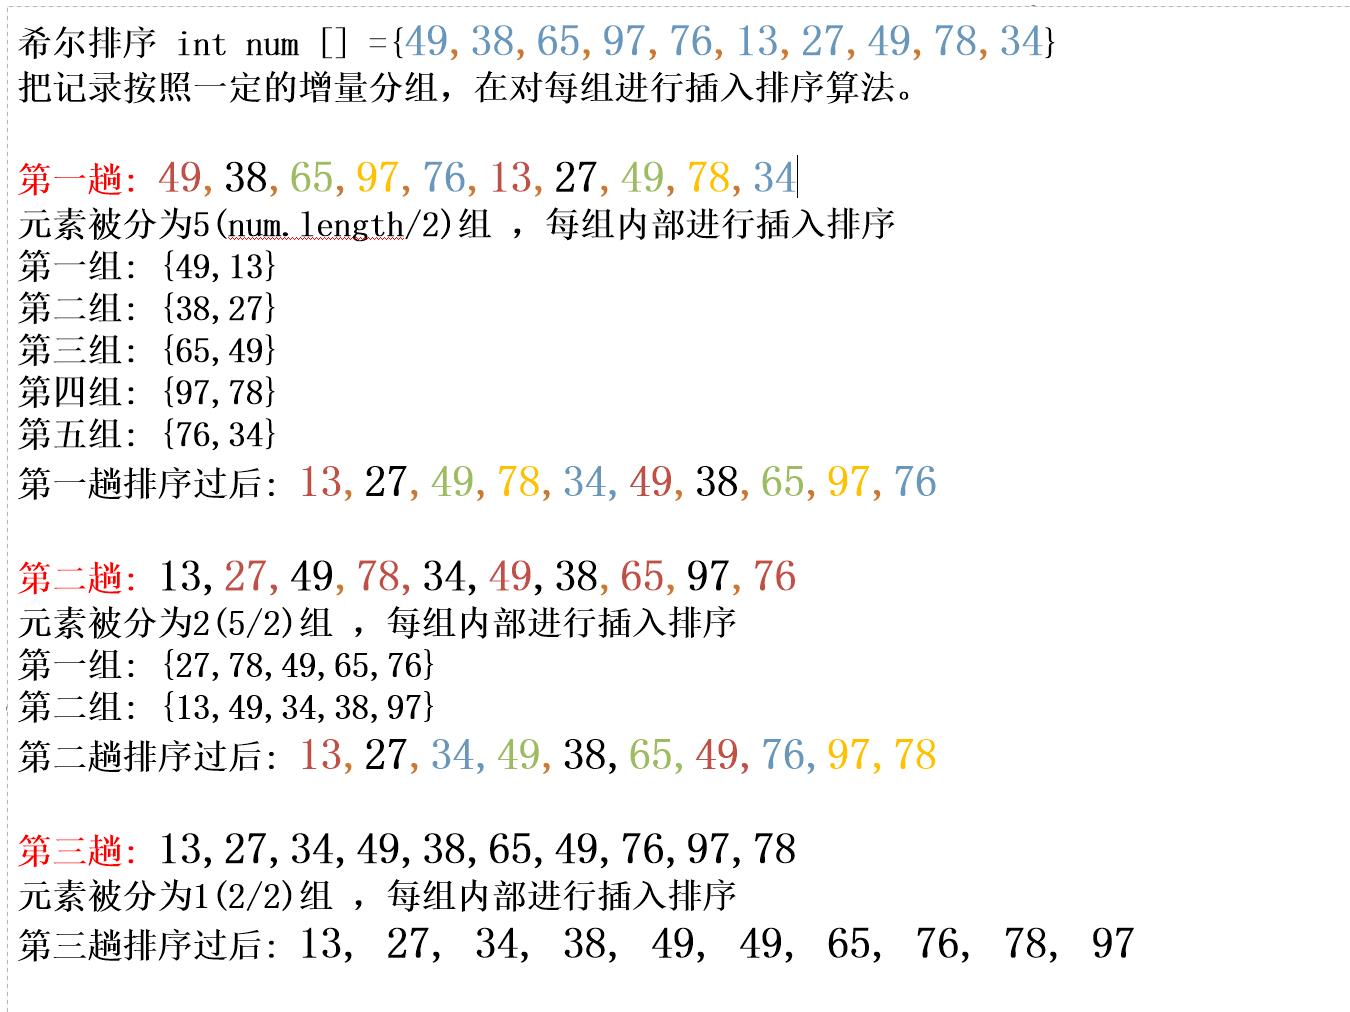 希尔排序 int num [] ={49,38,65,97,76,13,27,49,78,34}
把记录按照一定的增量分组，在对每组进行插入排序算法。
第一趟：49,38,65,97,76,13,27,49,78,34
元素被分为5(num.length/2)组 ，每组内部进行插入排序
第一组：{49,13}
第二组：{38,27}
第三组：{65,49}
第四组：{97,78}
第五组：{76,34}
第一趟排序过后：13,27,49,78,34,49,38,65,97,76
第二趟：13,27,49,78,34,49,38,65,97,76
元素被分为2(5/2)组 ，每组内部进行插入排序
第一组：{27,78,49,65,76}
第二组：{13,49,34,38,97}
第二趟排序过后：13,27,34,49,38,65,49,76,97,78
第三趟：13,27,34,49,38,65,49,76,97,78
元素被分为1(2/2)组 ，每组内部进行插入排序
第三趟排序过后：13, 27, 34, 38, 49, 49, 65, 76, 78, 97